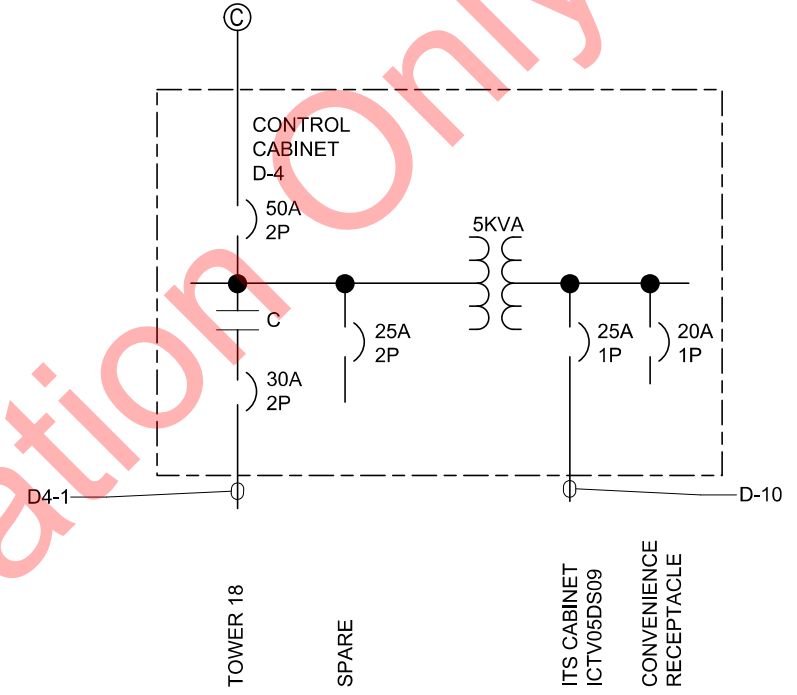 C
CONTROL
CABINET
D-4
50A
2P
5KVA
C
25A
2P
25A
1P
20A
1P
30A
2P
D4-1
D-10
TOWER 18
SPARE
ITS CABINET
ICTV05DS09
CONVENIENCE
RECEPTACLE
ation Only